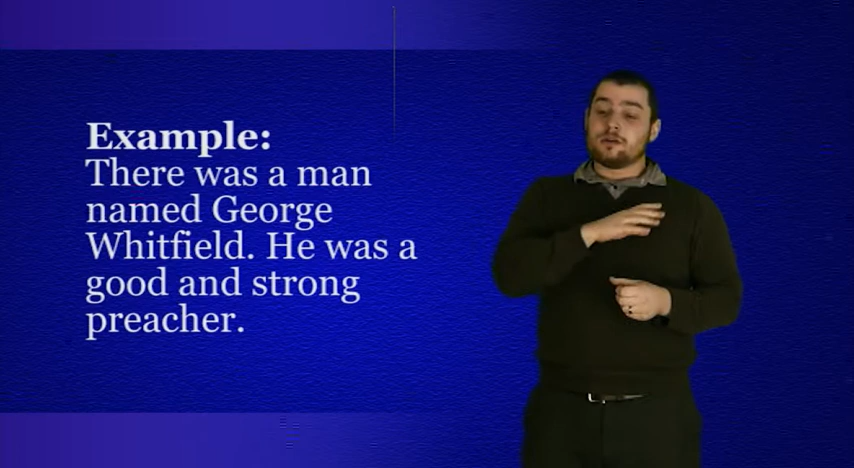 Example:
There was a man
named George
Whitfield. He was a
good and strong
preacher.